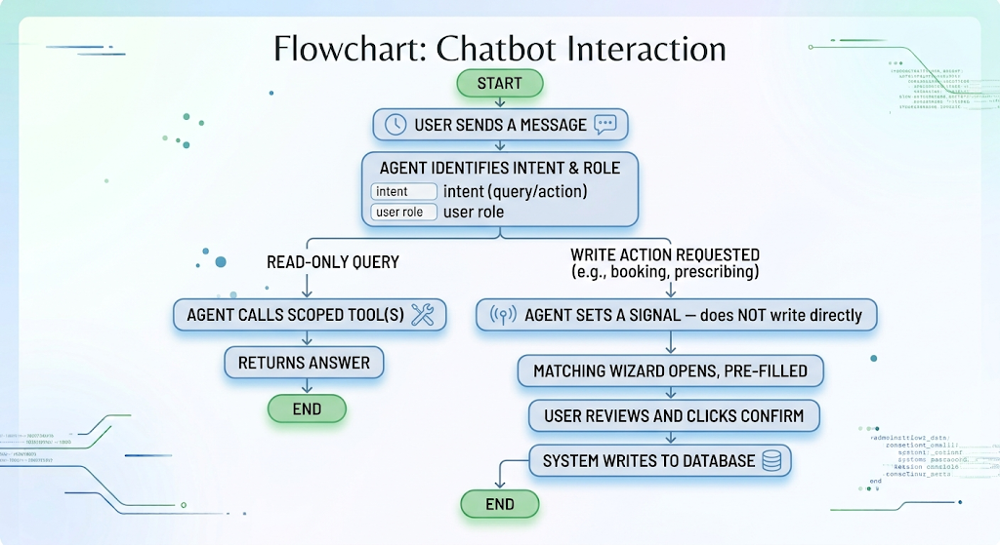 Flowchart: Chatbot Interaction
START
USER SENDS A MESSAGE
AGENT IDENTIFIES INTENT & ROLE
intent intent (query/action)
user role user role
READ-ONLY QUERY
WRITE ACTION REQUESTED
(e.g., booking, prescribing)
AGENT CALLS SCOPED TOOL(S)
AGENT SETS A SIGNAL — does NOT write directly
RETURNS ANSWER
MATCHING WIZARD OPENS, PRE-FILLED
END
USER REVIEWS AND CLICKS CONFIRM
SYSTEM WRITES TO DATABASE
END
end